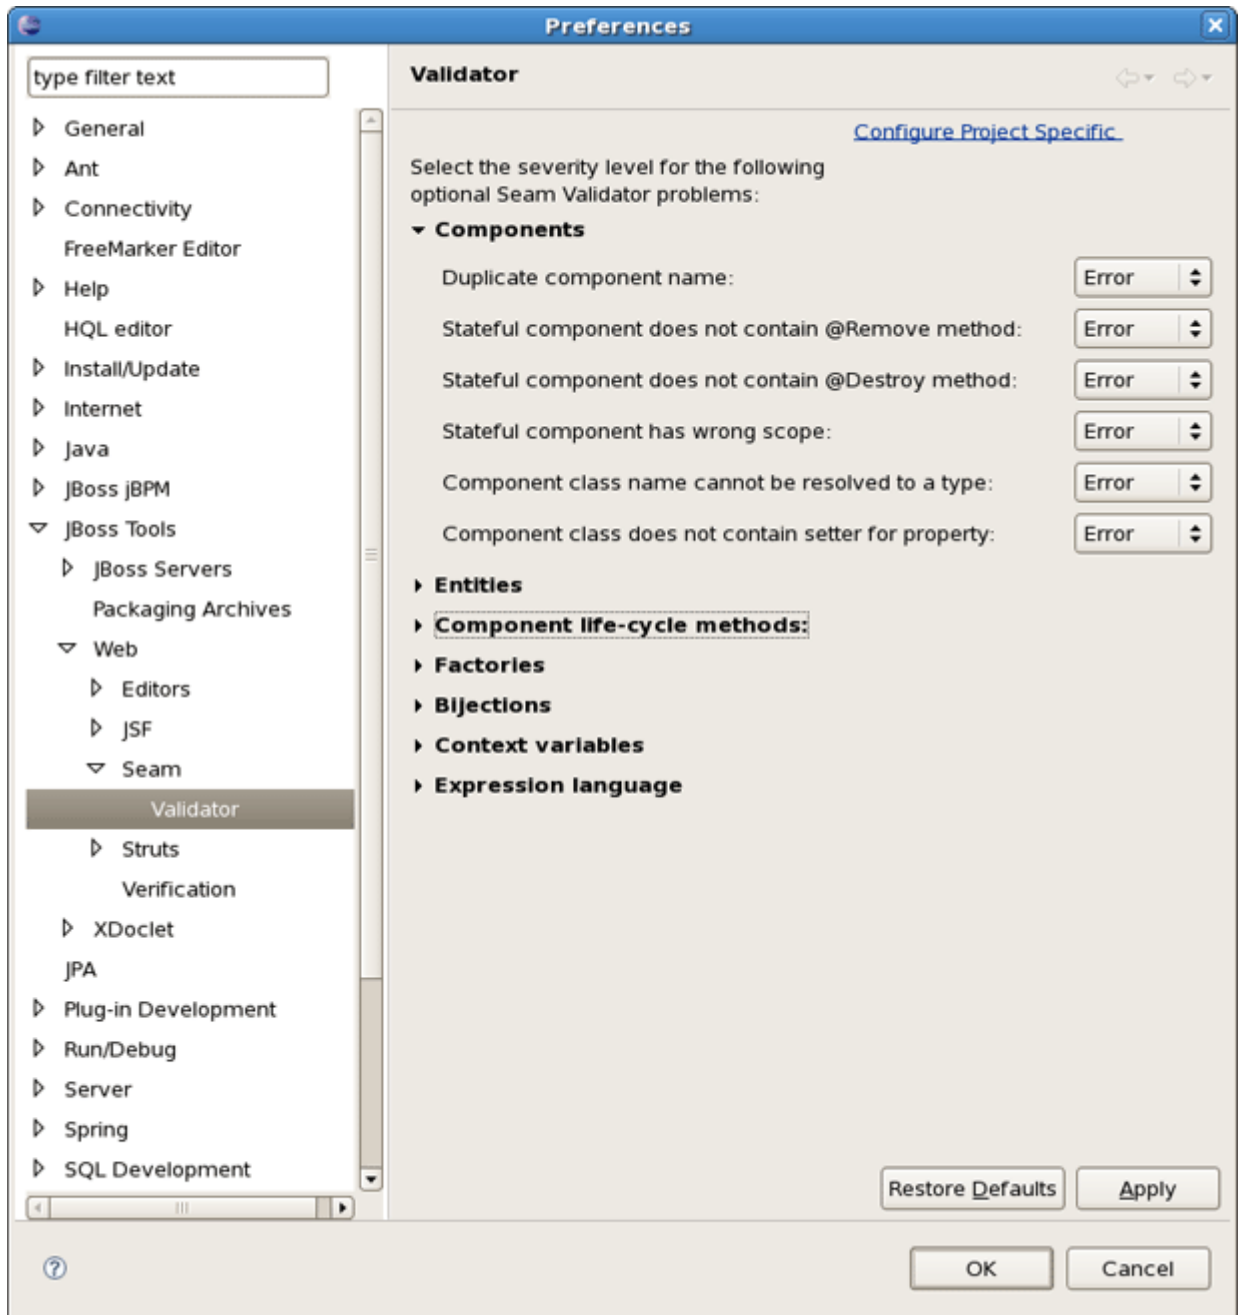 Preferences
type filter text
General
Ant
Connectivity
FreeMarker Editor
Help
HQL editor
Install/Update
Internet
Java
JBoss jBPM
JBoss Tools
JBoss Servers
Packaging Archives
Web
Editors
JSF
Seam
Validator
Struts
Verification
XDoclet
JPA
Plug-in Development
Run/Debug
Server
Spring
SQL Development
Validator
Configure Project Specific
Select the severity level for the following
optional Seam Validator problems:
Components
Duplicate component name: Error
Stateful component does not contain @Remove method: Error
Stateful component does not contain @Destroy method: Error
Stateful component has wrong scope: Error
Component class name cannot be resolved to a type: Error
Component class does not contain setter for property: Error
Entities
Component life-cycle methods:
Factories
Bijections
Context variables
Expression language
Restore Defaults Apply
OK Cancel